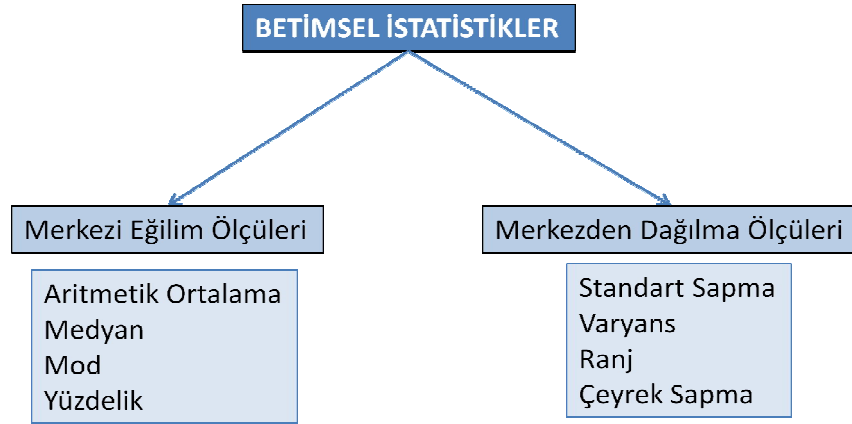 BETİMSEL İSTATİSTİKLER
Merkezi Eğilim Ölçüleri
Aritmetik Ortalama
Medyan
Mod
Yüzdelik
Merkezden Dağılma Ölçüleri
Standart Sapma
Varyans
Ranj
Çeyrek Sapma